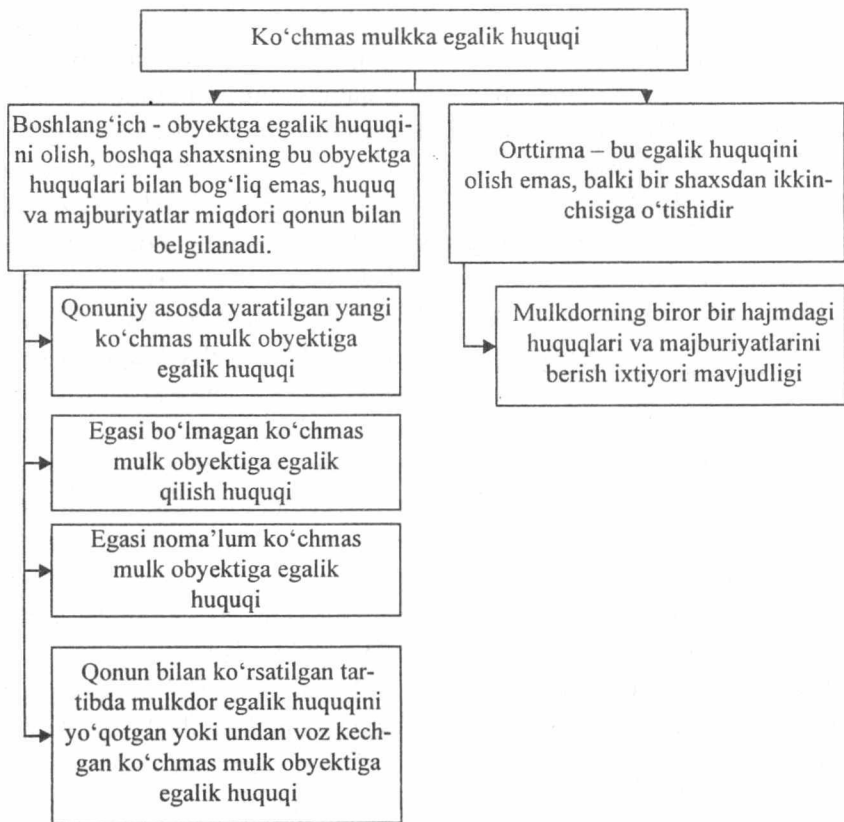 Ko‘chmas mulkka egalik huquqi
Boshlang‘ich - obyektga egalik huquqi-
ni olish, boshqa shaxsning bu obyektga
huquqlari bilan bog‘liq emas, huquq
va majburiyatlar miqdori qonun bilan
belgilanadi.
Orttirma – bu egalik huquqini
olish emas, balki bir shaxsdan ikkin-
chisiga o‘tishidir
Qonuniy asosda yaratilgan yangi
ko‘chmas mulk obyektiga
egalik huquqi
Mulkdorning biror bir hajmdagi
huquqlari va majburiyatlarini
berish ixtiyori mavjudligi
Egasi bo‘lmagan ko‘chmas
mulk obyektiga egalik
qilish huquqi
Egasi noma’lum ko‘chmas
mulk obyektiga egalik
huquqi
Qonun bilan ko‘rsatilgan tar-
tibda mulkdor egalik huquqini
yo‘qotgan yoki undan voz kech-
gan ko‘chmas mulk obyektiga
egalik huquqi